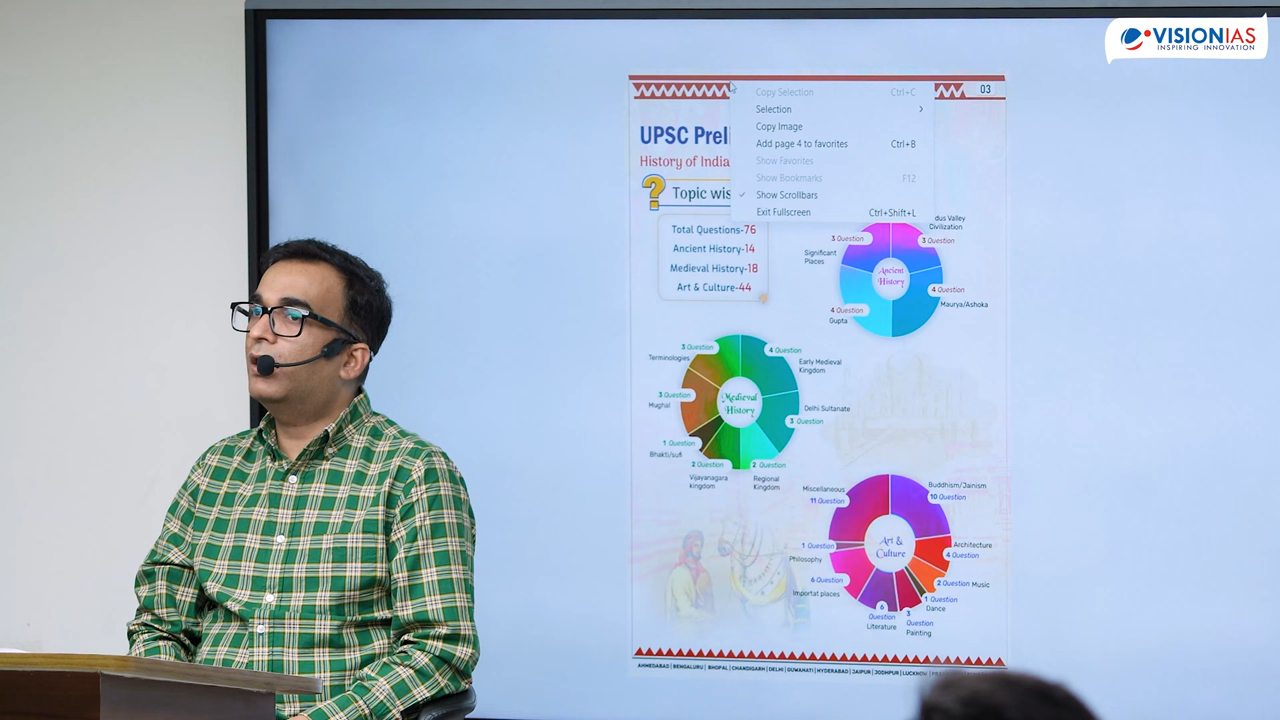 VISIONIAS
INSPIRING INNOVATION
03
Copy Selection Ctrl+C
Selection
Copy Image
Add page 4 to favorites Ctrl+B
Show Favorites
Show Bookmarks F12
Show Scrollbars
Exit Fullscreen Ctrl+Shift+L
UPSC Preli
History of India
? Topic wis
Total Questions-76
Ancient History-14
Medieval History-18
Art & Culture-44
dus Valley
Civilization
3 Question
3 Question
Significant
Places
Ancient
History
4 Question
Maurya/Ashoka
4 Question
Gupta
3 Question
Terminologies
4 Question
Early Medieval
Kingdom
3 Question
Mughal
Medieval
History
Delhi Sultanate
3 Question
1 Question
Bhakti/sufi
2 Question
Vijayanagara
kingdom
2 Question
Regional
Kingdom
Miscellaneous
11 Question
Buddhism/Jainism
10 Question
Art &
Culture
1 Question
Philosophy
Architecture
4 Question
6 Question
Importat places
2 Question Music
1 Question
Dance
6
Question
Literature
3
Question
Painting
AHMEDABAD | BENGALURU | BHOPAL | CHANDIGARH | DELHI | GUWAHATI | HYDERABAD | JAIPUR | JODHPUR | LUCKNOW